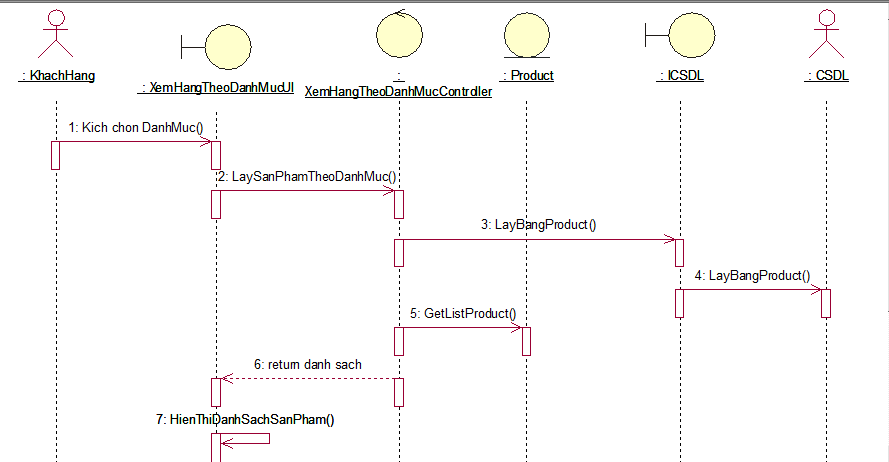 : KhachHang
: XemHangTheoDanhMucUI
:
XemHangTheoDanhMucContrller
: Product
: ICSDL
: CSDL
1: Kich chon DanhMuc()
2: LaySanPhamTheoDanhMuc()
3: LayBangProduct()
4: LayBangProduct()
5: GetListProduct()
6: return danh sach
7: HienThiDanhSachSanPham()